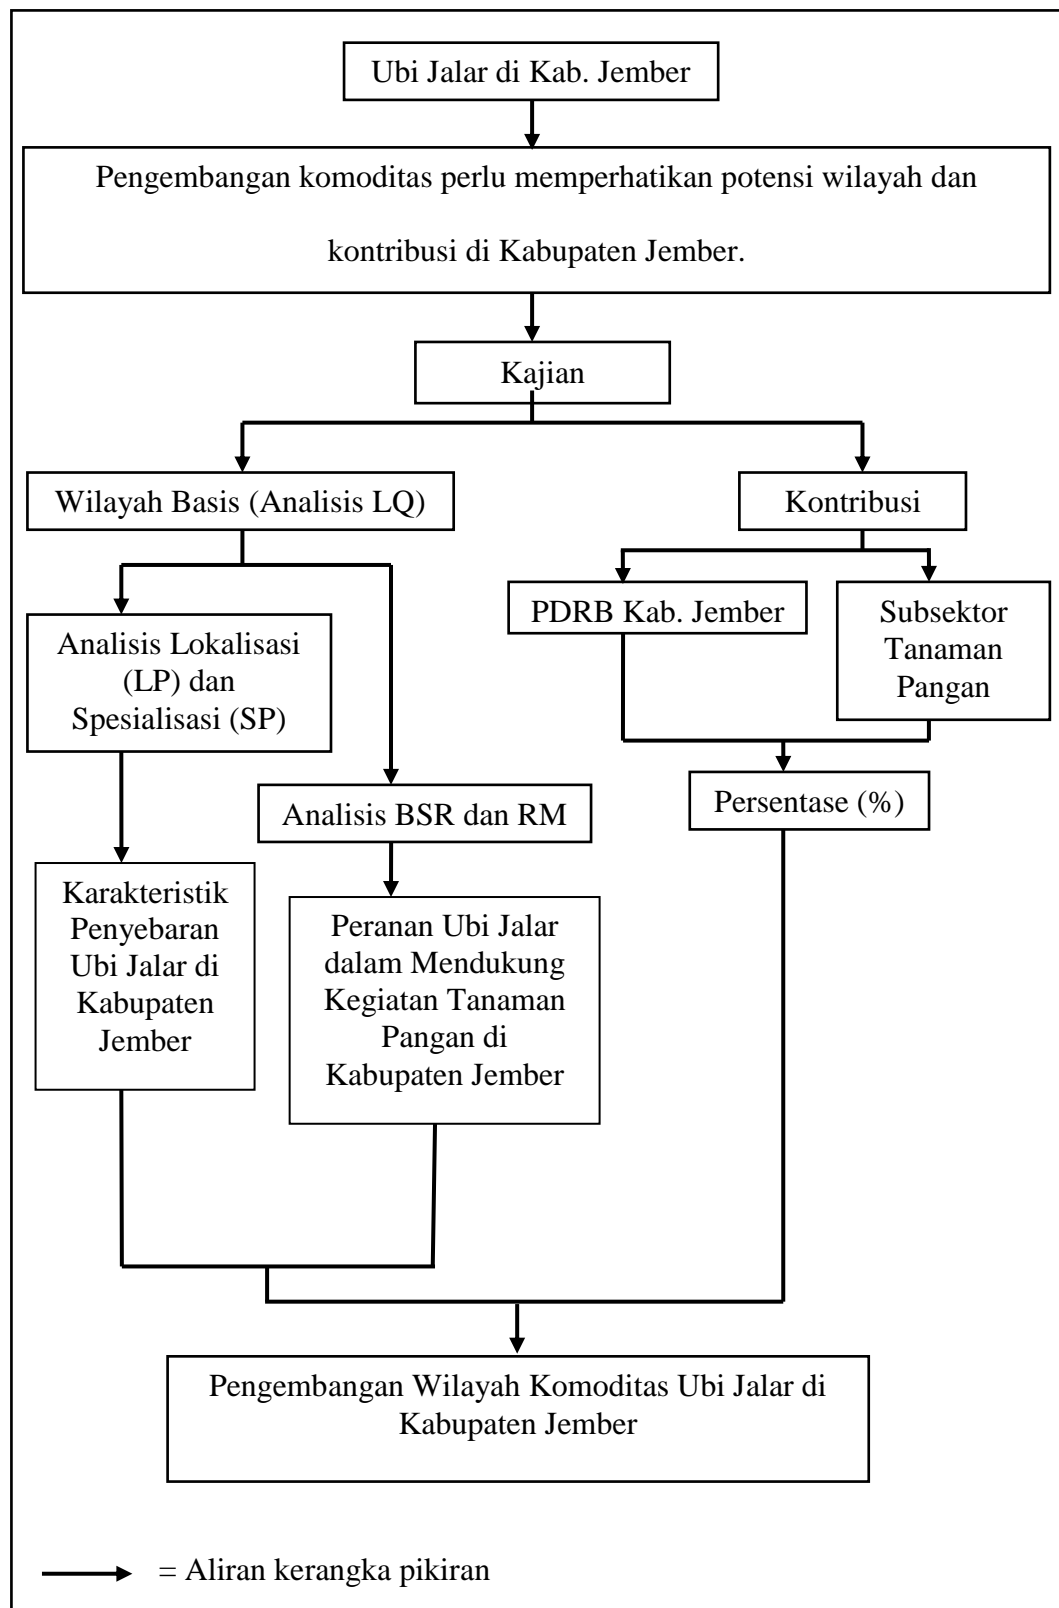 Ubi Jalar di Kab. Jember
Pengembangan komoditas perlu memperhatikan potensi wilayah dan
kontribusi di Kabupaten Jember.
Kajian
Wilayah Basis (Analisis LQ)
Kontribusi
Analisis Lokalisasi
(LP) dan
Spesialisasi (SP)
PDRB Kab. Jember
Subsektor
Tanaman
Pangan
Analisis BSR dan RM
Persentase (%)
Karakteristik
Penyebaran
Ubi Jalar di
Kabupaten
Jember
Peranan Ubi Jalar
dalam Mendukung
Kegiatan Tanaman
Pangan di
Kabupaten Jember
Pengembangan Wilayah Komoditas Ubi Jalar di
Kabupaten Jember
= Aliran kerangka pikiran